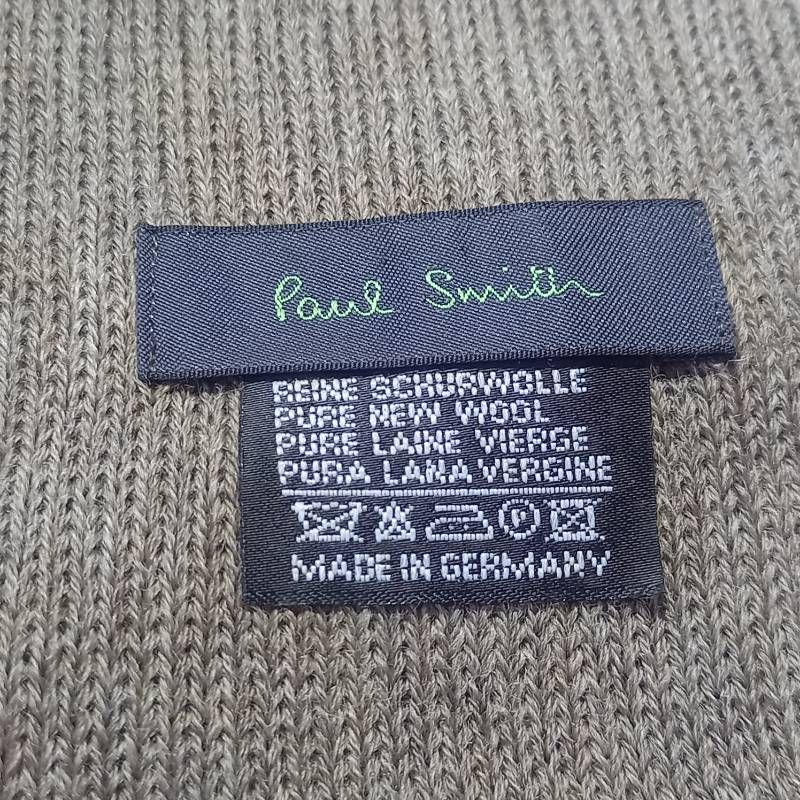 Paul Smith
REINE SCHURWOLLE
PURE NEW WOOL
PURE LAINE VIERGE
PURA LANA VERGINE
P
MADE IN GERMANY